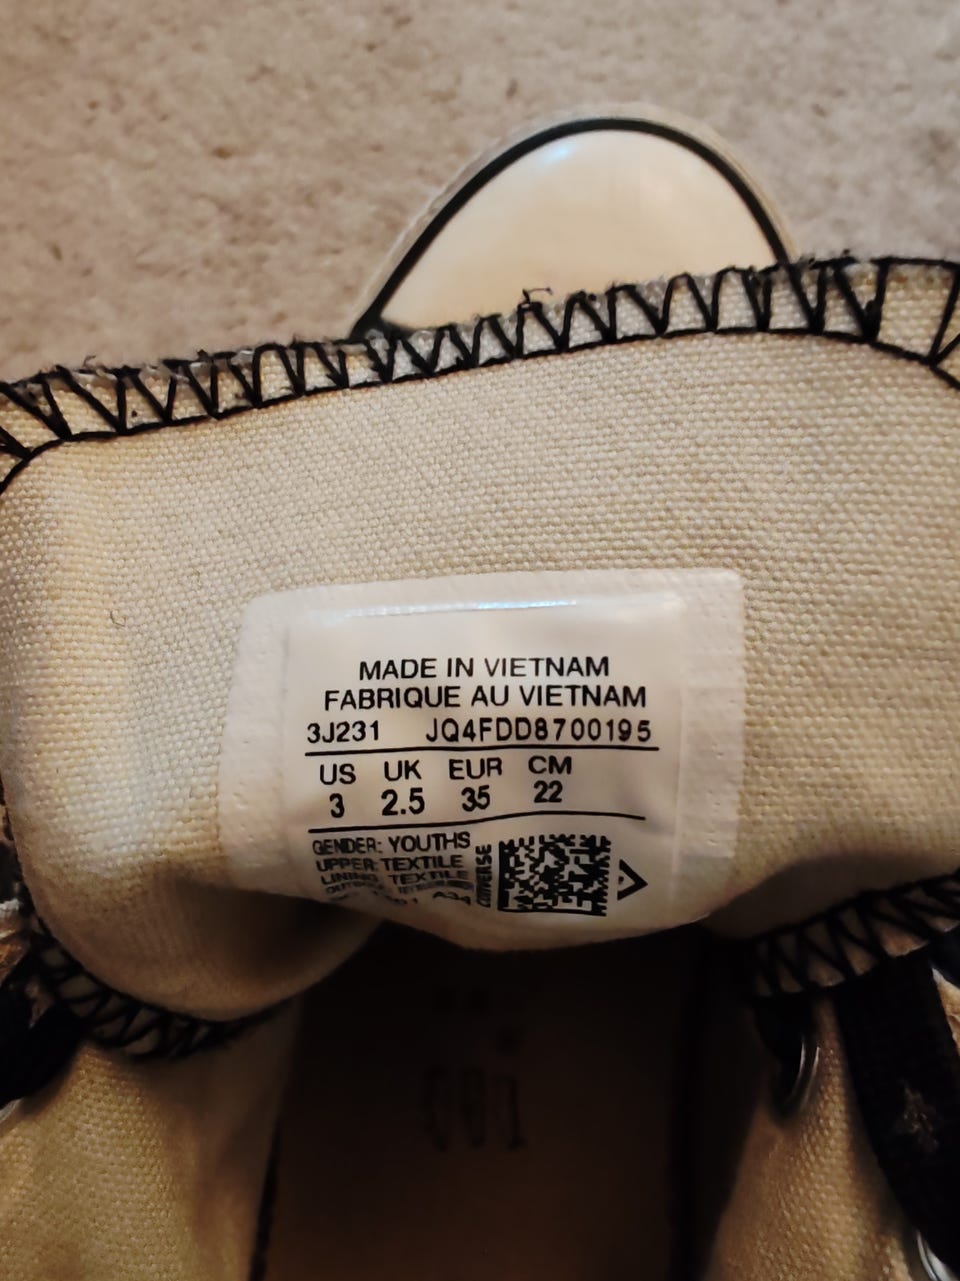 MADE IN VIETNAM
FABRIQUE AU VIETNAM
3J231 JQ4FDD8700195
US UK EUR CM
3 2.5 35 22
GENDER: YOUTHS
UPPER: TEXTILE
LINING: TEXTILE
CONVERSE